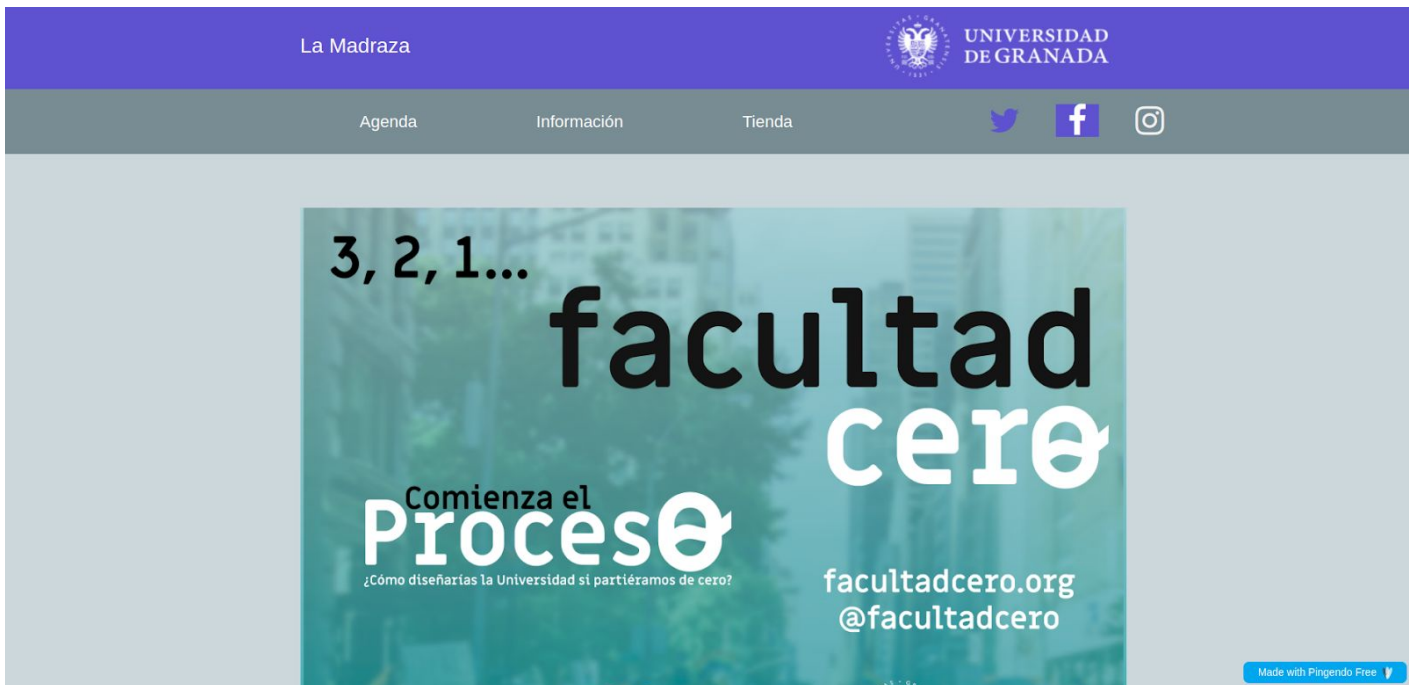 La Madraza
UNIVERSIDAD
DE GRANADA
Agenda
Información
Tienda
3, 2, 1...
facultad
cero
Comienza el
Proceso
¿Cómo diseñarías la Universidad si partiéramos de cero?
facultadcero.org
@facultadcero
Made with Pingendo Free